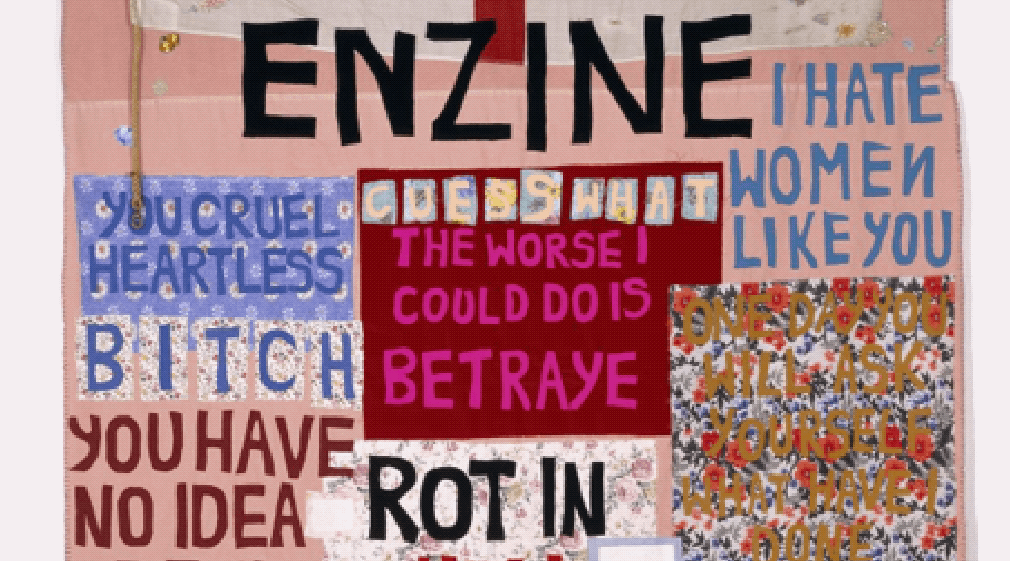 ENZINE
I HATE
WOMEN
LIKE YOU
YOU CRUEL
HEARTLESS
BITCH
GUESS WHAT
THE WORSE I
COULD DO IS
BETRAYE
ONE DAY YOU
WILL ASK
YOURSELF
WHAT HAVE I
DONE
YOU HAVE
NO IDEA
ROT IN